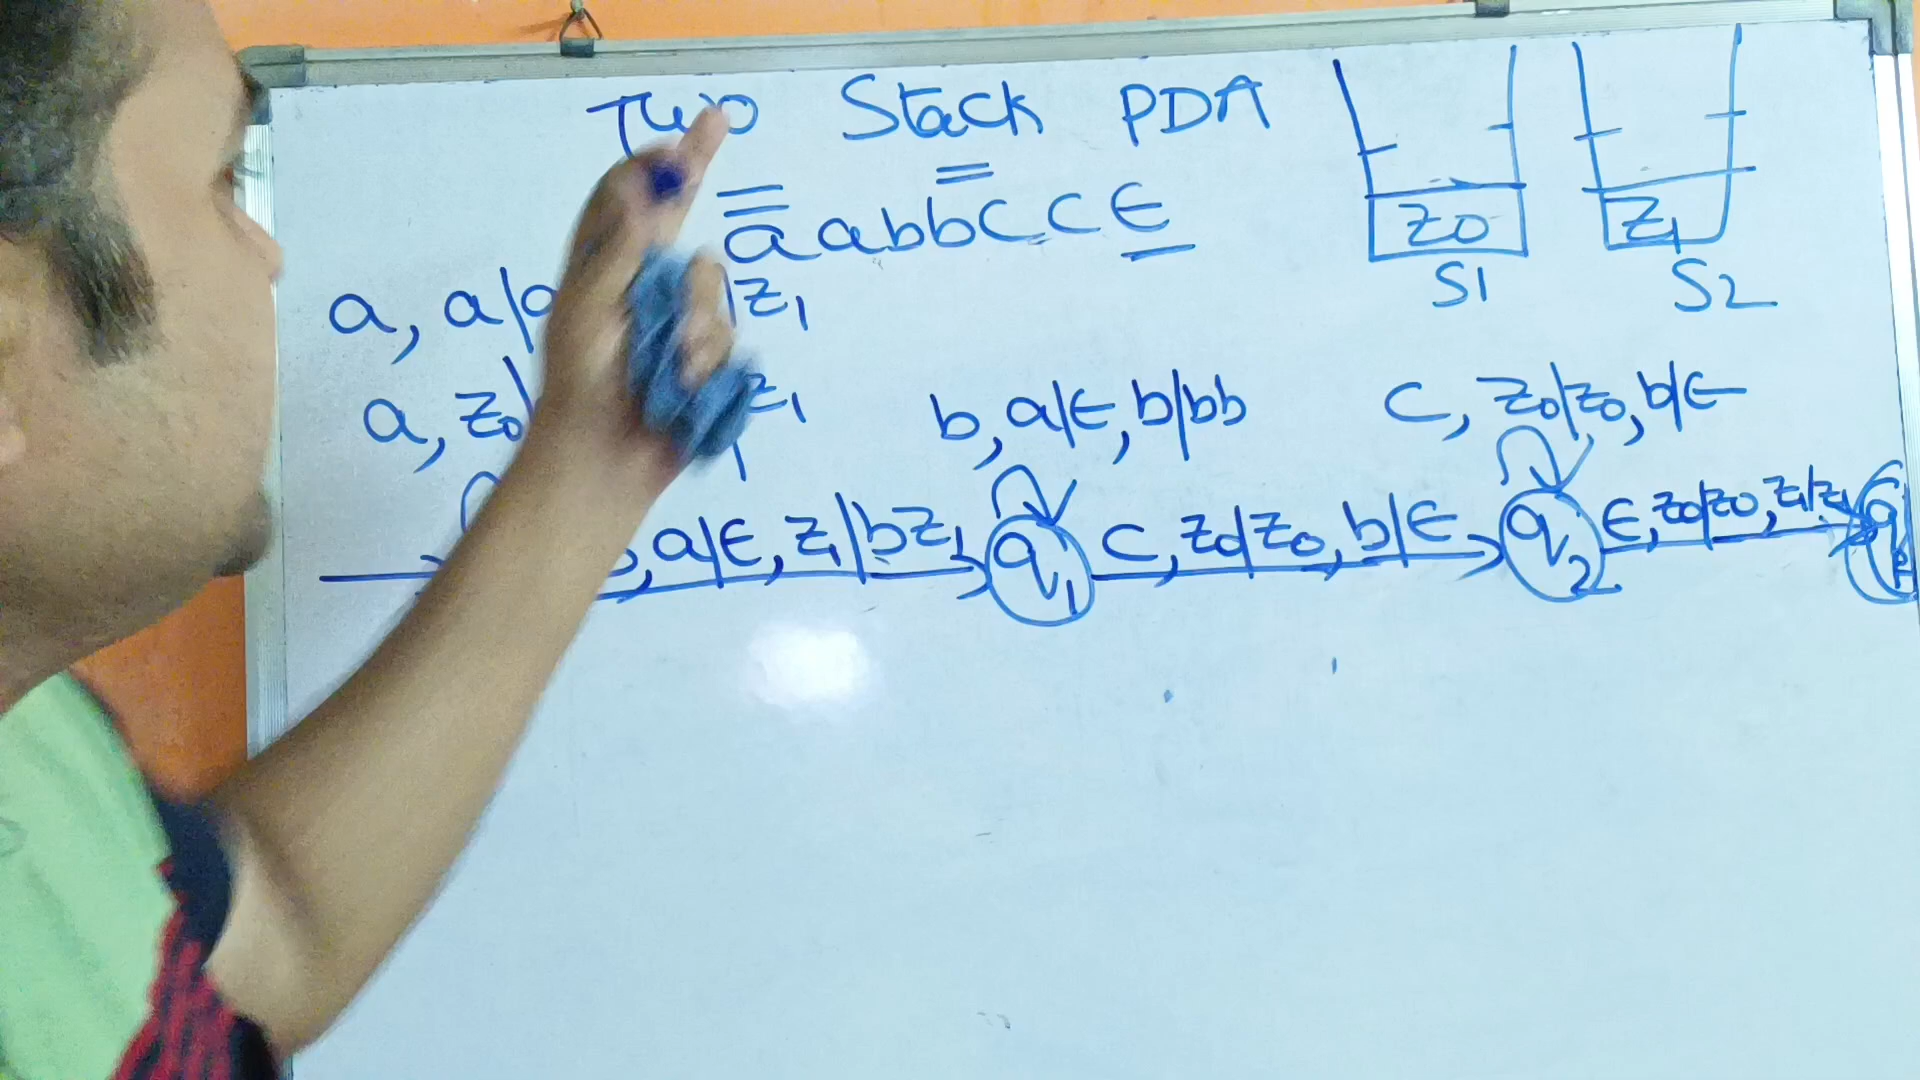 Two Stack PDA
aabbccϵ
Z0 Z1
S1 S2
a, a|a |Z1
a, Z0| Z1
b, a|ϵ, b|bb
c, Z0|Z0, b|ϵ
, a|ϵ, Z1|bZ1 q1 c, Z0|Z0, b|ϵ q2 ϵ, Z0|Z0, Z1|Z1